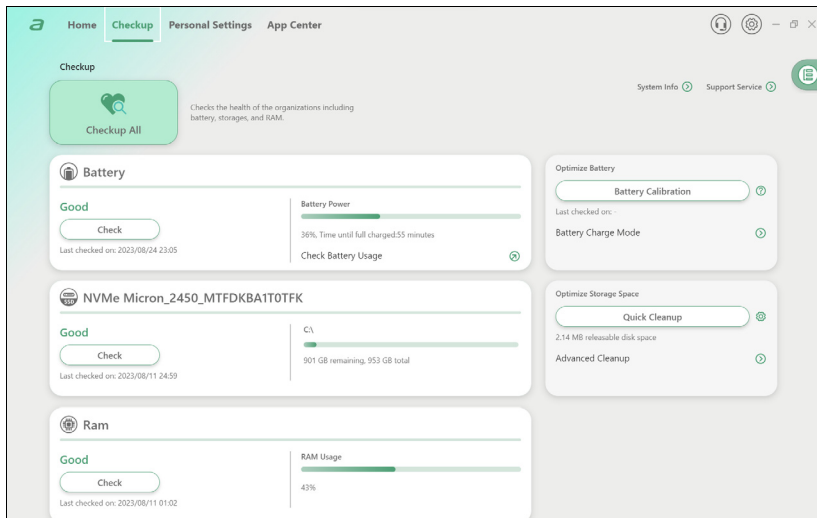 Home Checkup Personal Settings App Center
Checkup
Checkup All
Checks the health of the organizations including
battery, storages, and RAM.
System Info Support Service
Battery
Good
Check
Last checked on: 2023/08/24 23:05
Battery Power
36%, Time until full charged:55 minutes
Check Battery Usage
Optimize Battery
Battery Calibration
Last checked on: -
Battery Charge Mode
SSD
NVMe Micron_2450_MTFDKBA1T0TFK
Good
Check
Last checked on: 2023/08/11 24:59
C:\
901 GB remaining, 953 GB total
Optimize Storage Space
Quick Cleanup
2.14 MB releasable disk space
Advanced Cleanup
Ram
Good
Check
Last checked on: 2023/08/11 01:02
RAM Usage
43%